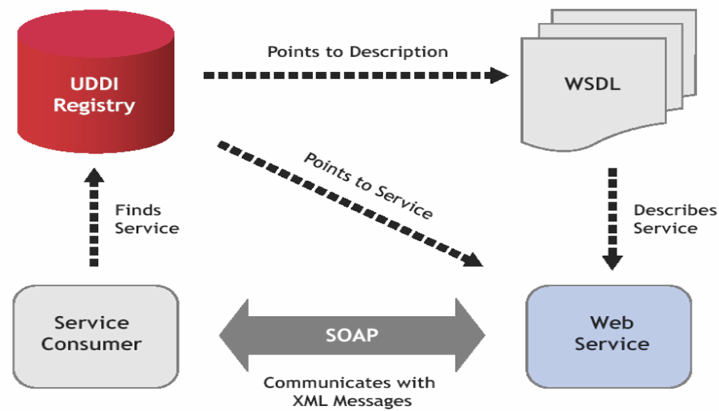 Points to Description
UDDI
Registry
WSDL
Points to Service
Finds
Service
Describes
Service
Service
Consumer
SOAP
Web
Service
Communicates with
XML Messages